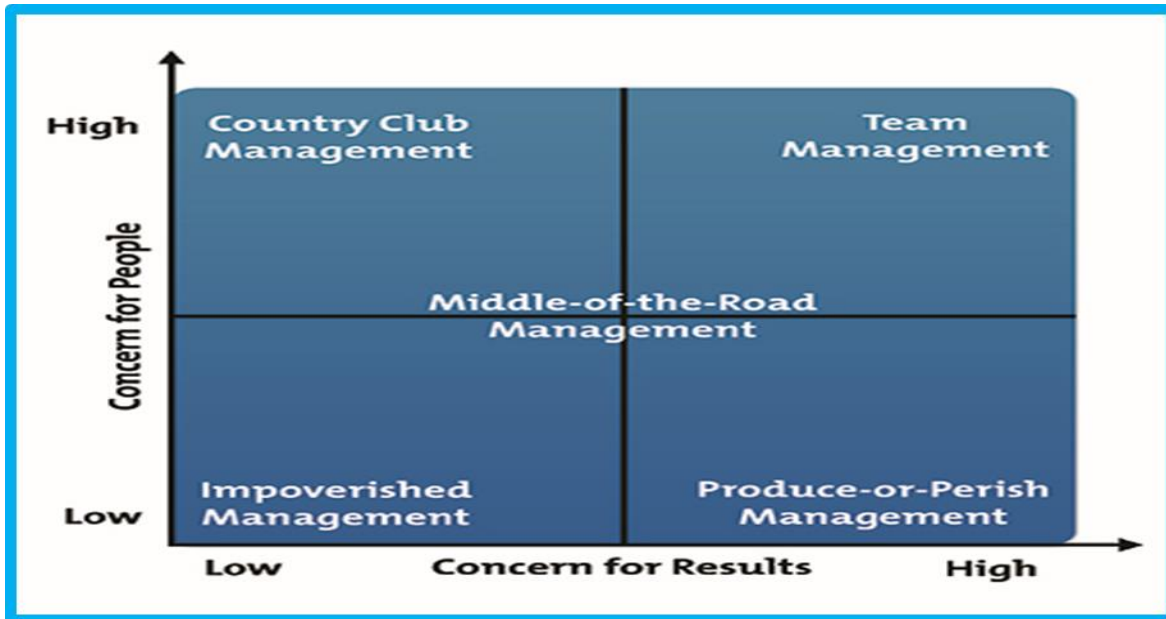 High
Country Club
Management
Team
Management
Concern for People
Middle-of-the-Road
Management
Impoverished
Management
Produce-or-Perish
Management
Low
Low
Concern for Results
High